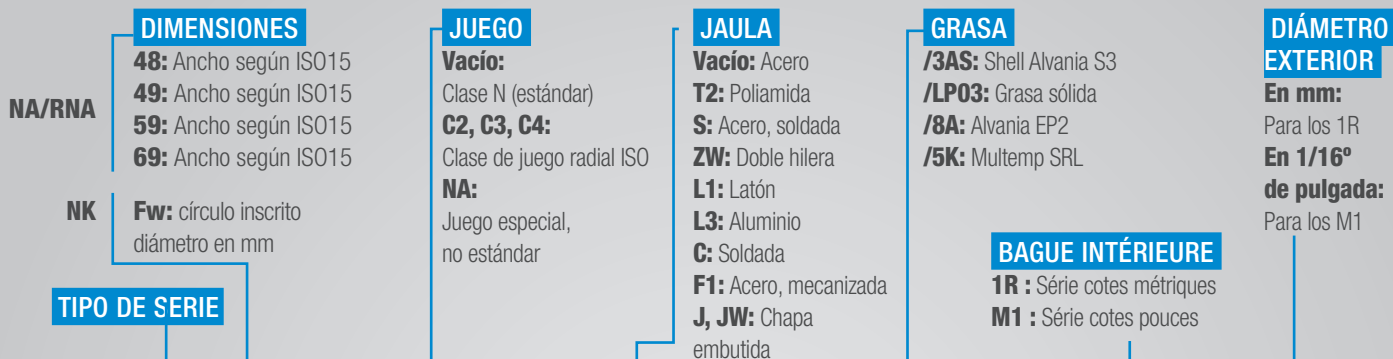 DIMENSIONES
NA/RNA
48: Ancho según ISO15
49: Ancho según ISO15
59: Ancho según ISO15
69: Ancho según ISO15
NK
Fw: círculo inscrito
diámetro en mm
TIPO DE SERIE
JUEGO
Vacío:
Clase N (estándar)
C2, C3, C4:
Clase de juego radial ISO
NA:
Juego especial,
no estándar
JAULA
Vacío: Acero
T2: Poliamida
S: Acero, soldada
ZW: Doble hilera
L1: Latón
L3: Aluminio
C: Soldada
F1: Acero, mecanizada
J, JW: Chapa
embutida
GRASA
/3AS: Shell Alvania S3
/LP03: Grasa sólida
/8A: Alvania EP2
/5K: Multemp SRL
BAGUE INTÉRIEURE
1R : Série cotes métriques
M1 : Série cotes pouces
DIÁMETRO
EXTERIOR
En mm:
Para los 1R
En 1/16º
de pulgada:
Para los M1